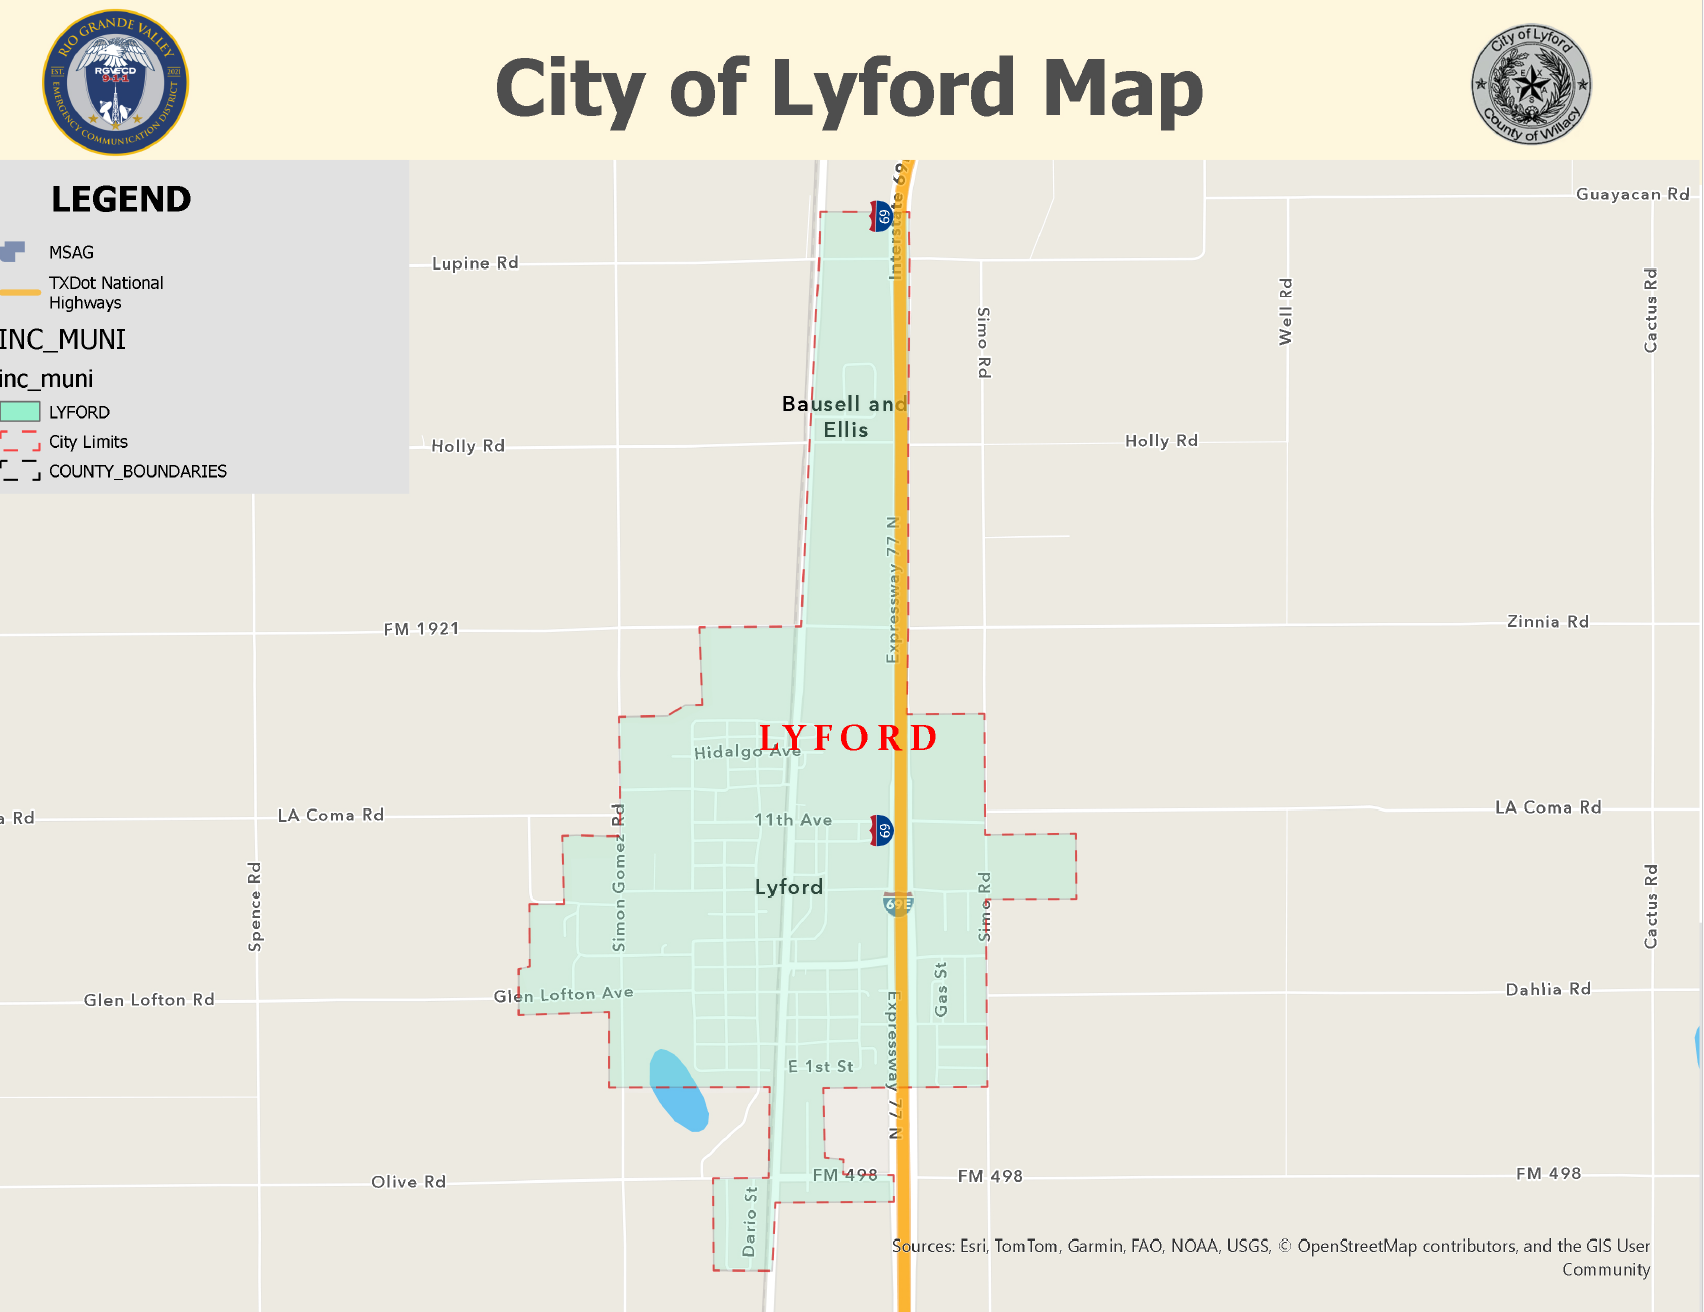 RIO GRANDE VALLEY
EST.
2021
RGVECD
911
EMERGENCY COMMUNICATION DISTRICT
City of Lyford Map
City of Lyford
T E X A S
County of Willacy
LEGEND
MSAG
TXDot National
Highways
INC_MUNI
inc_muni
LYFORD
City Limits
COUNTY_BOUNDARIES
Guayacan Rd
Interstate 69
69
Lupine Rd
Simo Rd
Well Rd
Cactus Rd
Bausell and
Ellis
Holly Rd
Holly Rd
Expressway 77 N
FM 1921
Zinnia Rd
LYFORD
Hidalgo Ave
a Rd
LA Coma Rd
11th Ave
69
LA Coma Rd
Simon Gomez Rd
Spence Rd
Lyford
69E
Simo Rd
Cactus Rd
Glen Lofton Rd
Glen Lofton Ave
Gas St
Dahlia Rd
Expressway 77 N
E 1st St
Olive Rd
FM 498
FM 498
FM 498
Dario St
Sources: Esri, TomTom, Garmin, FAO, NOAA, USGS, © OpenStreetMap contributors, and the GIS User
Community